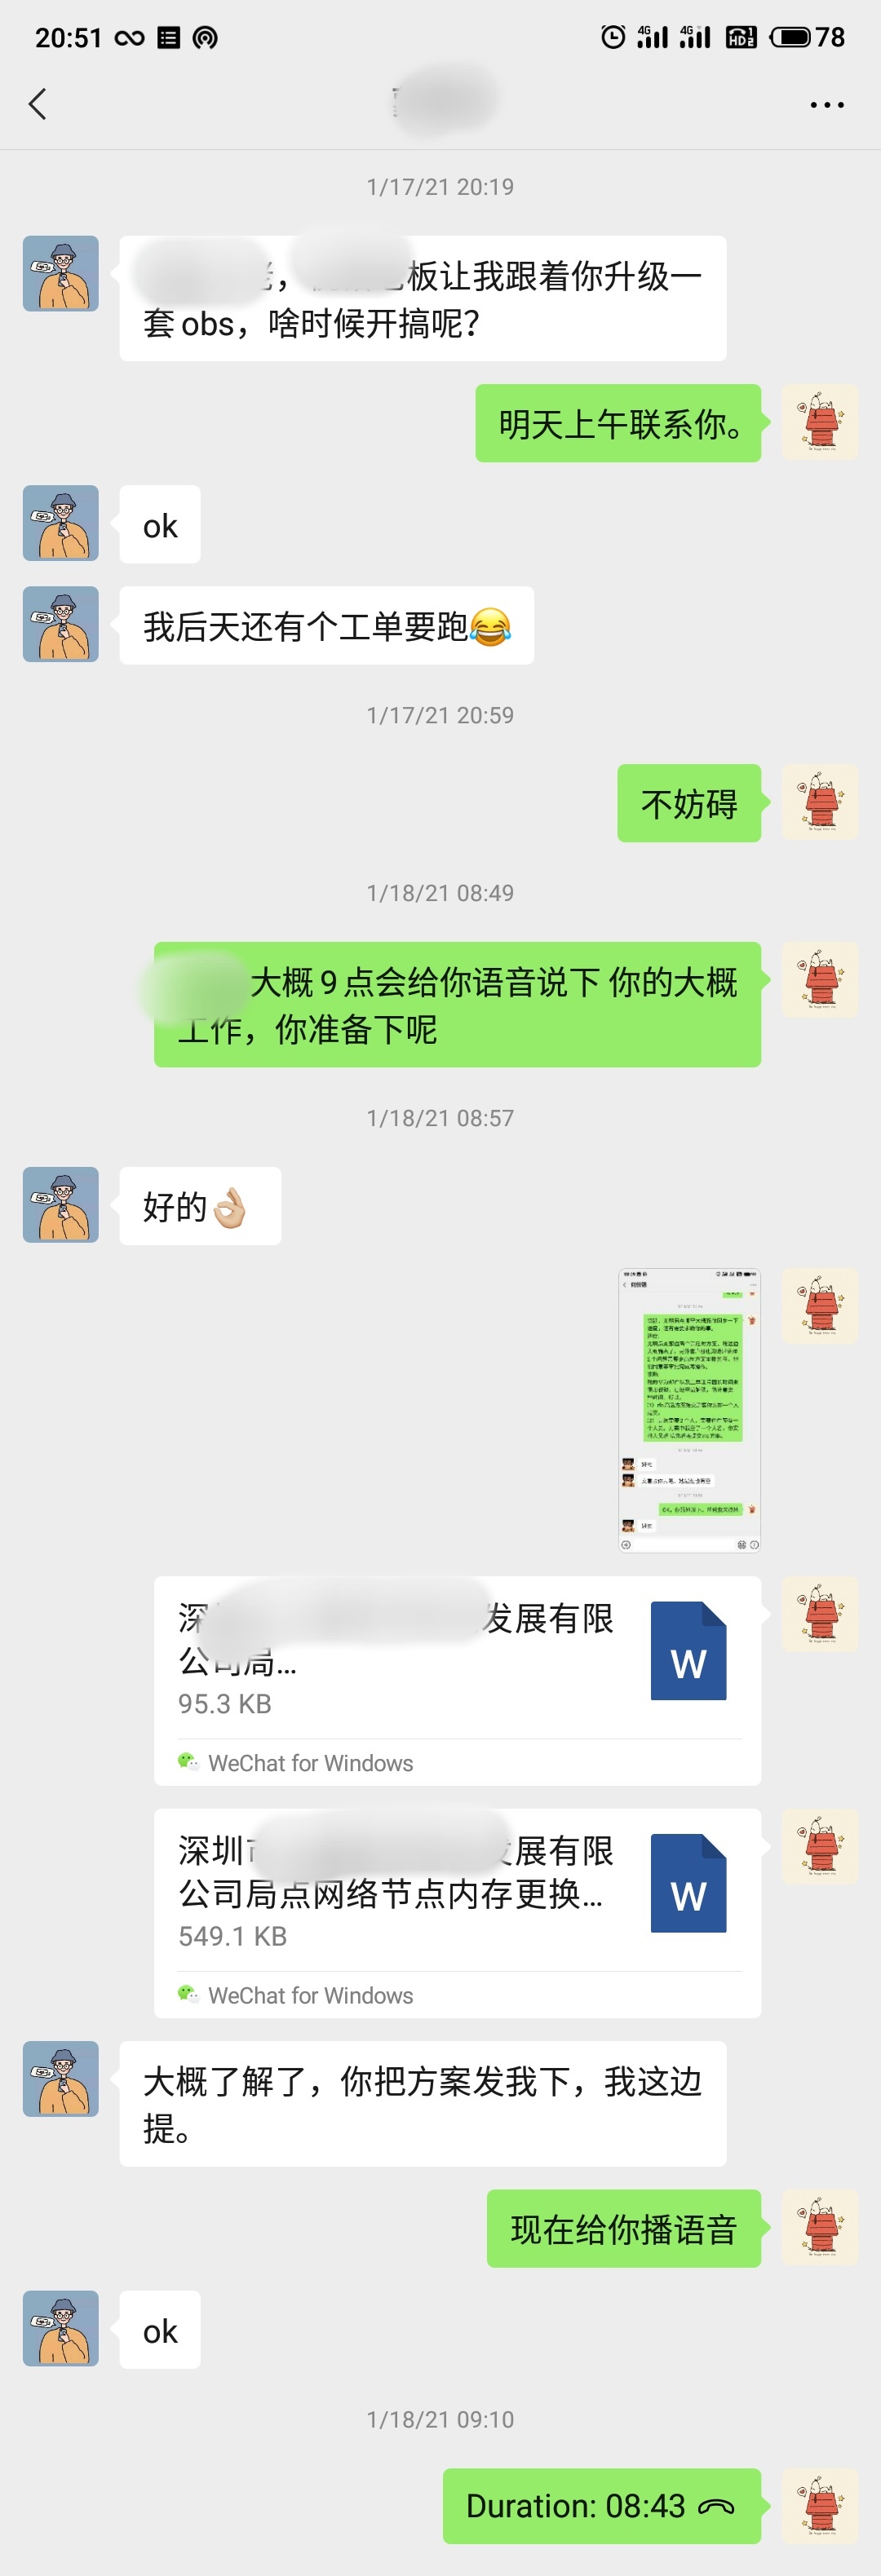 20:51
4G
4G
HD
78
1/17/21 20:19
，板让我跟着你升级一
套 obs，啥时候开搞呢？
明天上午联系你。
ok
我后天还有个工单要跑😂
1/17/21 20:59
不妨碍
1/18/21 08:49
大概 9 点会给你语音说下 你的大概
工作，你准备下呢
1/18/21 08:57
好的👌🏼
深发展有限
公司局...
95.3 KB
W
WeChat for Windows
深圳展有限
公司局点网络节点内存更换...
549.1 KB
W
WeChat for Windows
大概了解了，你把方案发我下，我这边
提。
现在给你播语音
ok
1/18/21 09:10
Duration: 08:43